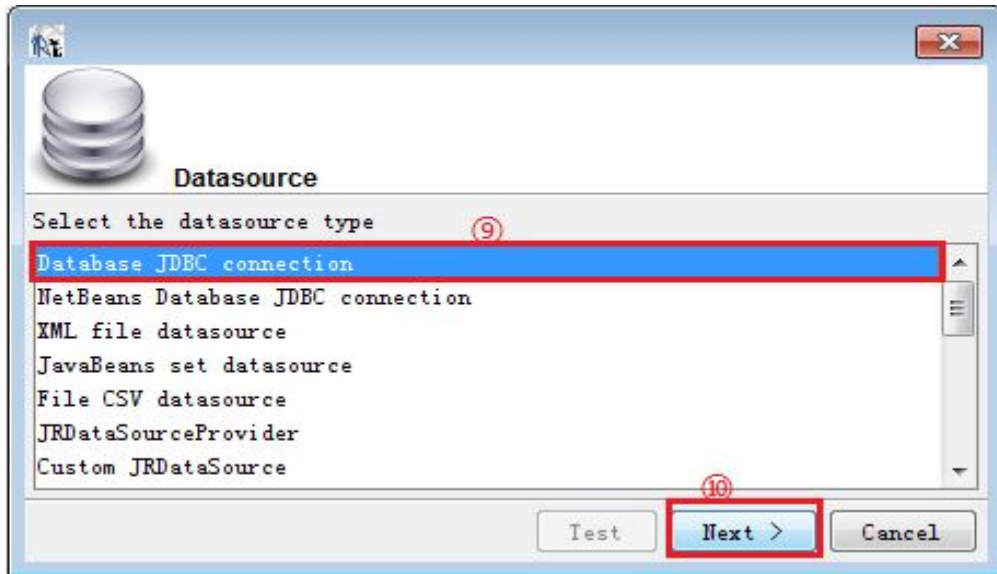 Datasource
Select the datasource type
⑨
Database JDBC connection
NetBeans Database JDBC connection
XML file datasource
JavaBeans set datasource
File CSV datasource
JRDataSourceProvider
Custom JRDataSource
⑩
Test
Next >
Cancel